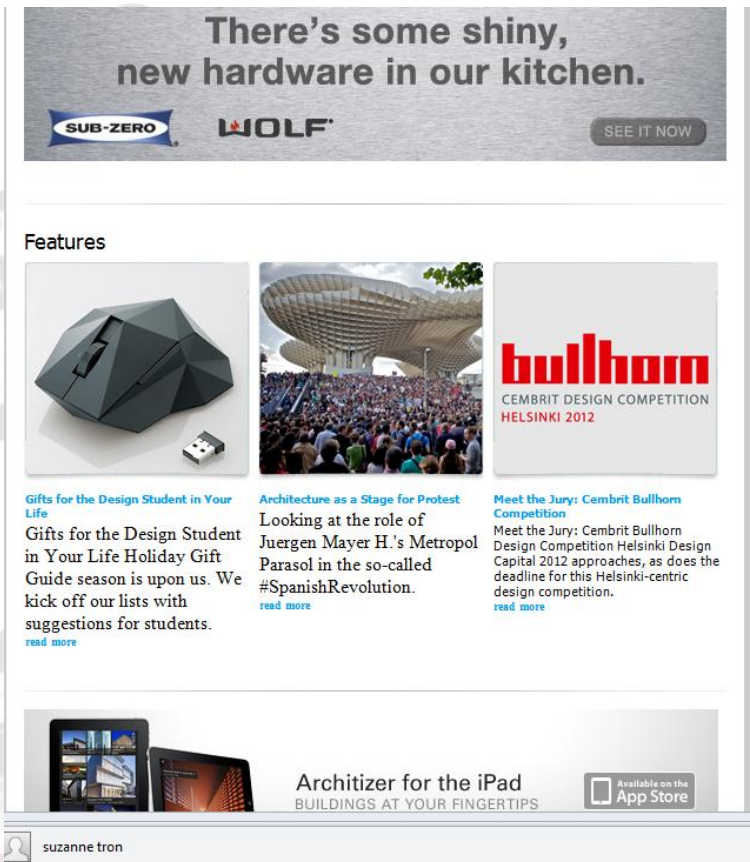 There's some shiny,
new hardware in our kitchen.
SUB-ZERO
WOLF
SEE IT NOW
Features
bullhorn
CEMBRIT DESIGN COMPETITION
HELSINKI 2012
Gifts for the Design Student in Your
Life
Gifts for the Design Student
in Your Life Holiday Gift
Guide season is upon us. We
kick off our lists with
suggestions for students.
read more
Architecture as a Stage for Protest
Looking at the role of
Juergen Mayer H.'s Metropol
Parasol in the so-called
#SpanishRevolution.
read more
Meet the Jury: Cembrit Bullhorn
Competition
Meet the Jury: Cembrit Bullhorn
Design Competition Helsinki Design
Capital 2012 approaches, as does the
deadline for this Helsinki-centric
design competition.
read more
Architizer for the iPad
BUILDINGS AT YOUR FINGERTIPS
Available on the
App Store
suzanne tron